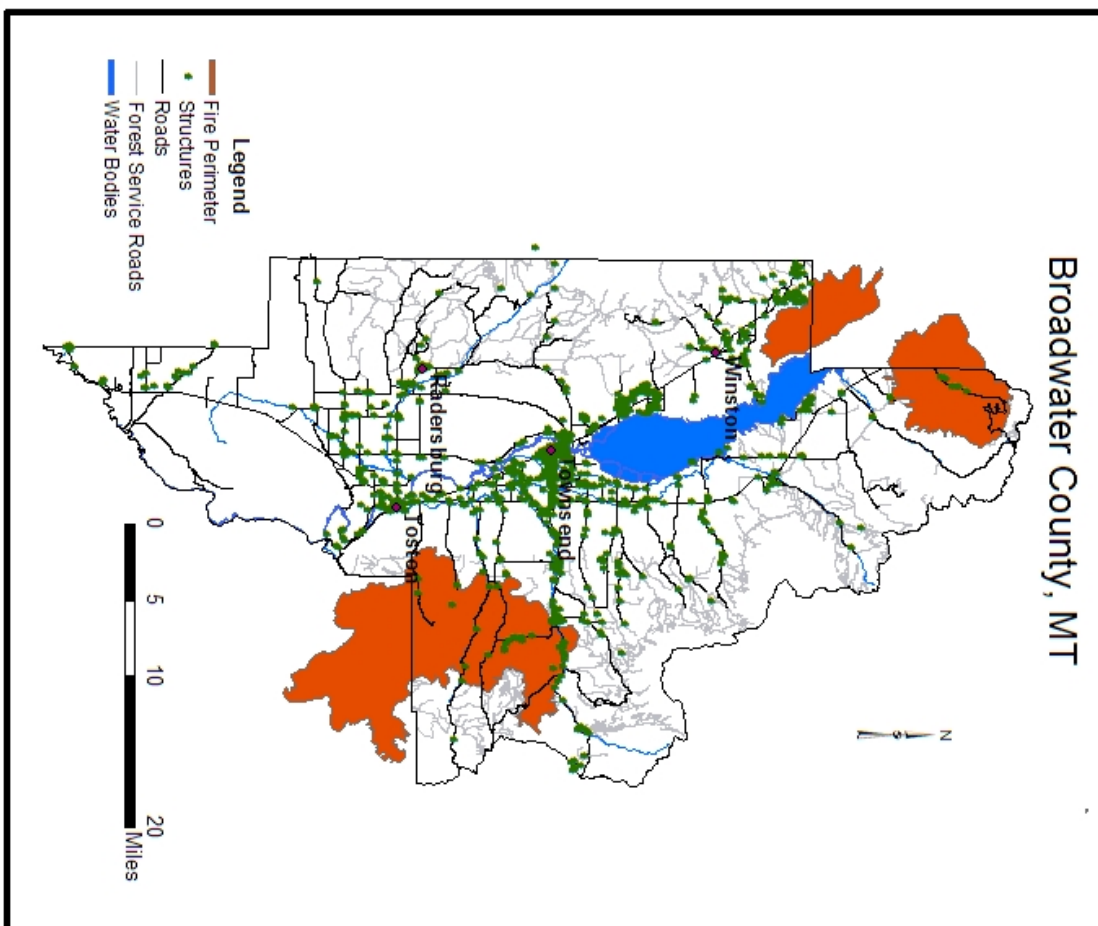 Broadwater County, MT
N
Winston
Townsend
Radersburg
Toston
Legend
Fire Perimeter
Structures
Roads
Forest Service Roads
Water Bodies
0 5 10 20
Miles